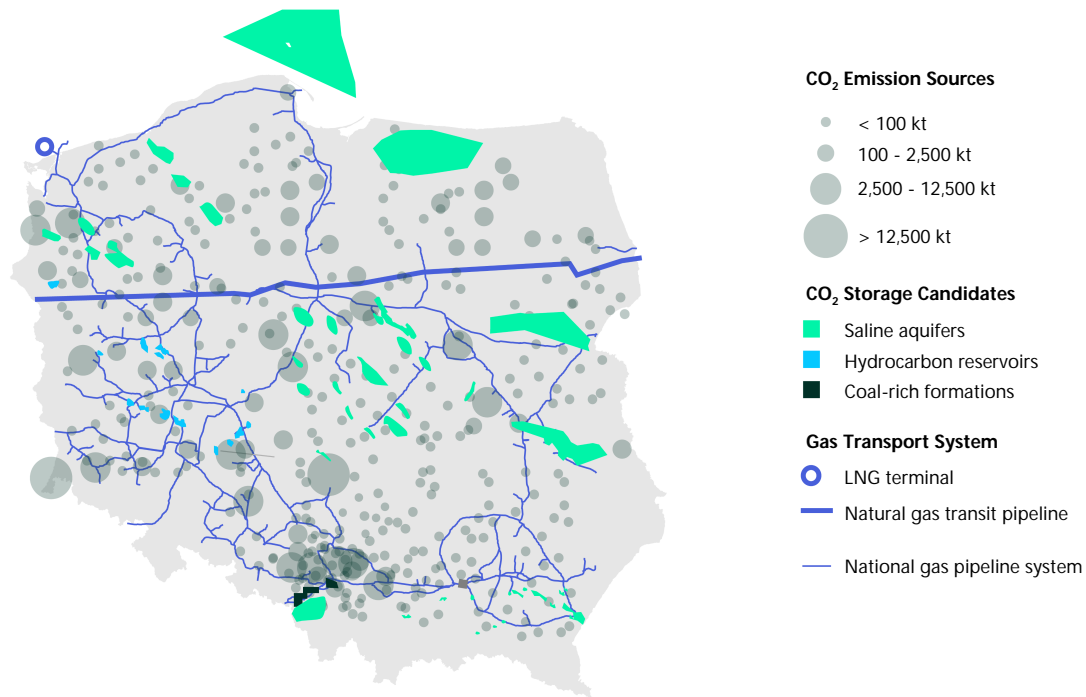 CO₂ Emission Sources
< 100 kt
100 - 2,500 kt
2,500 - 12,500 kt
> 12,500 kt
CO₂ Storage Candidates
Saline aquifers
Hydrocarbon reservoirs
Coal-rich formations
Gas Transport System
LNG terminal
Natural gas transit pipeline
National gas pipeline system